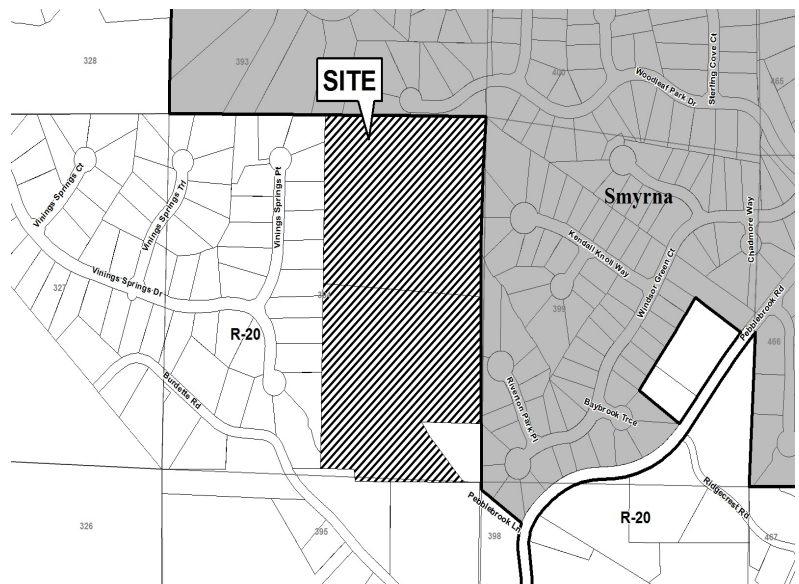 328
393
400
465
SITE
Woodleaf Park Dr
Sterling Cove Ct
Vinings Springs Ct
Vinings Springs Trl
Vinings Springs Pt
Smyrna
Chadmore Way
Kendall Knoll Way
Windsor Green Ct
Vinings Springs Dr
327
399
R-20
Pebblebrook Rd
466
Burdette Rd
Riverton Park Pl
Baybrook Trce
Pebblebrook Ln
Ridgecrest Rd
R-20
326
395
398
467